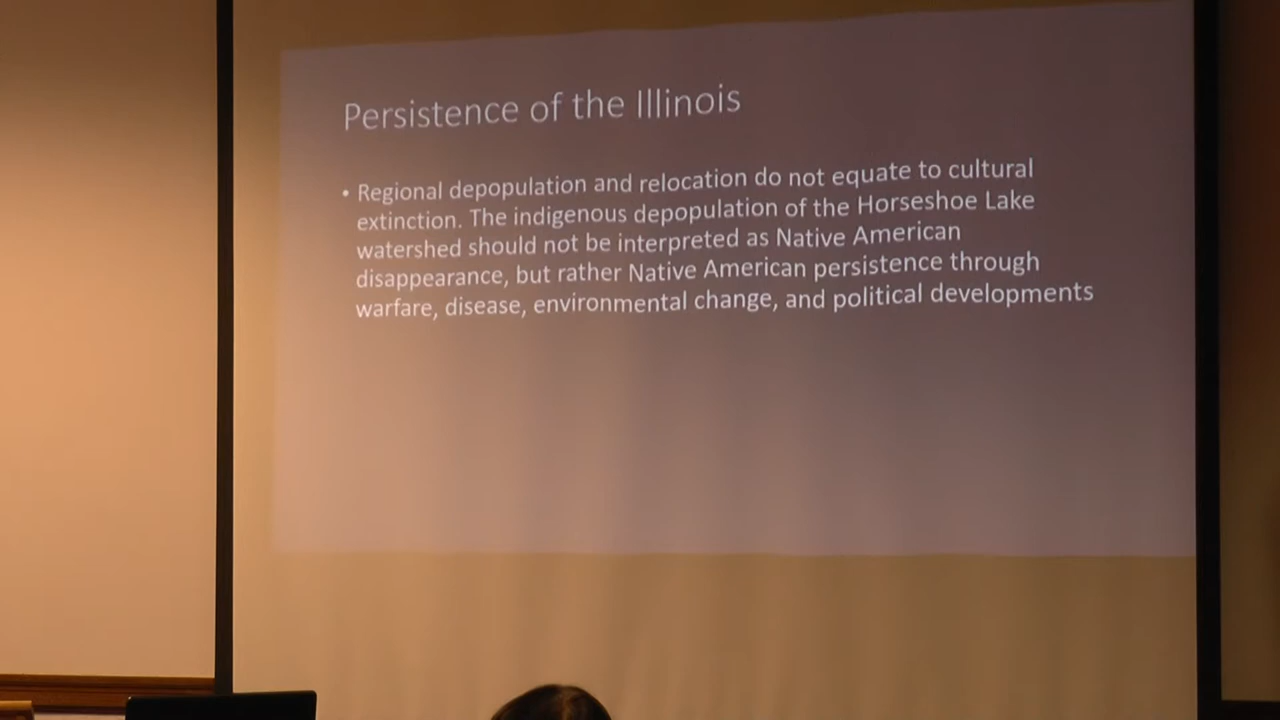 Persistence of the Illinois
• Regional depopulation and relocation do not equate to cultural
extinction. The indigenous depopulation of the Horseshoe Lake
watershed should not be interpreted as Native American
disappearance, but rather Native American persistence through
warfare, disease, environmental change, and political developments